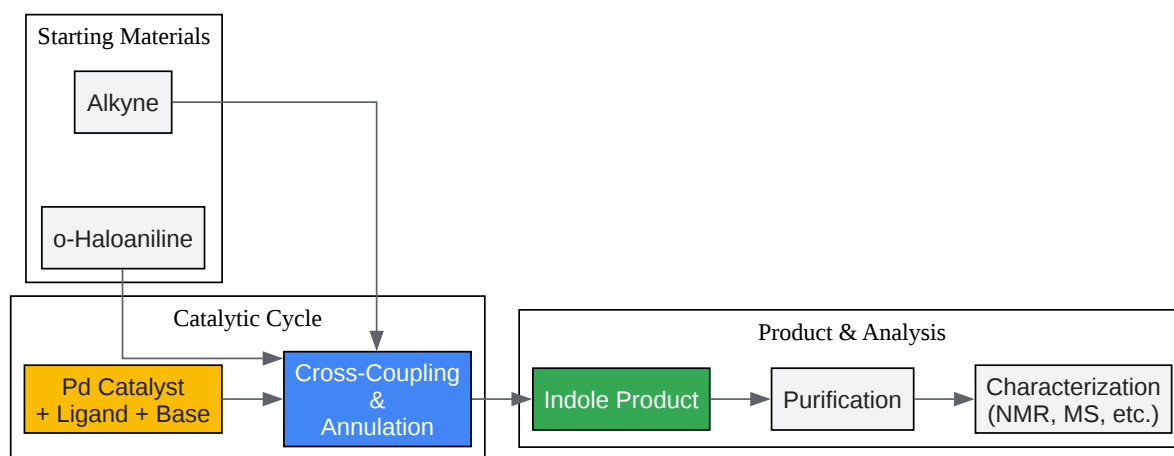 Starting Materials
Alkyne
o-Haloaniline
Catalytic Cycle
Pd Catalyst
+ Ligand + Base
Cross-Coupling
&
Annulation
Product & Analysis
Indole Product
Purification
Characterization
(NMR, MS, etc.)